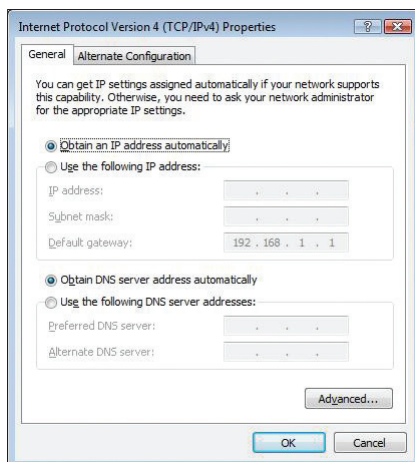 Internet Protocol Version 4 (TCP/IPv4) Properties
General
Alternate Configuration
You can get IP settings assigned automatically if your network supports
this capability. Otherwise, you need to ask your network administrator
for the appropriate IP settings.
Obtain an IP address automatically
Use the following IP address:
IP address:
Subnet mask:
Default gateway: 192 . 168 . 1 . 1
Obtain DNS server address automatically
Use the following DNS server addresses:
Preferred DNS server:
Alternate DNS server:
Advanced...
OK Cancel